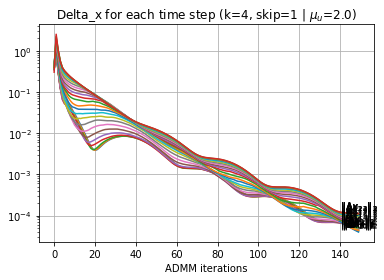 Delta_x for each time step (k=4, skip=1 | μ_u=2.0)
10⁰
10⁻¹
10⁻²
10⁻³
10⁻⁴
0 20 40 60 80 100 120 140
ADMM iterations